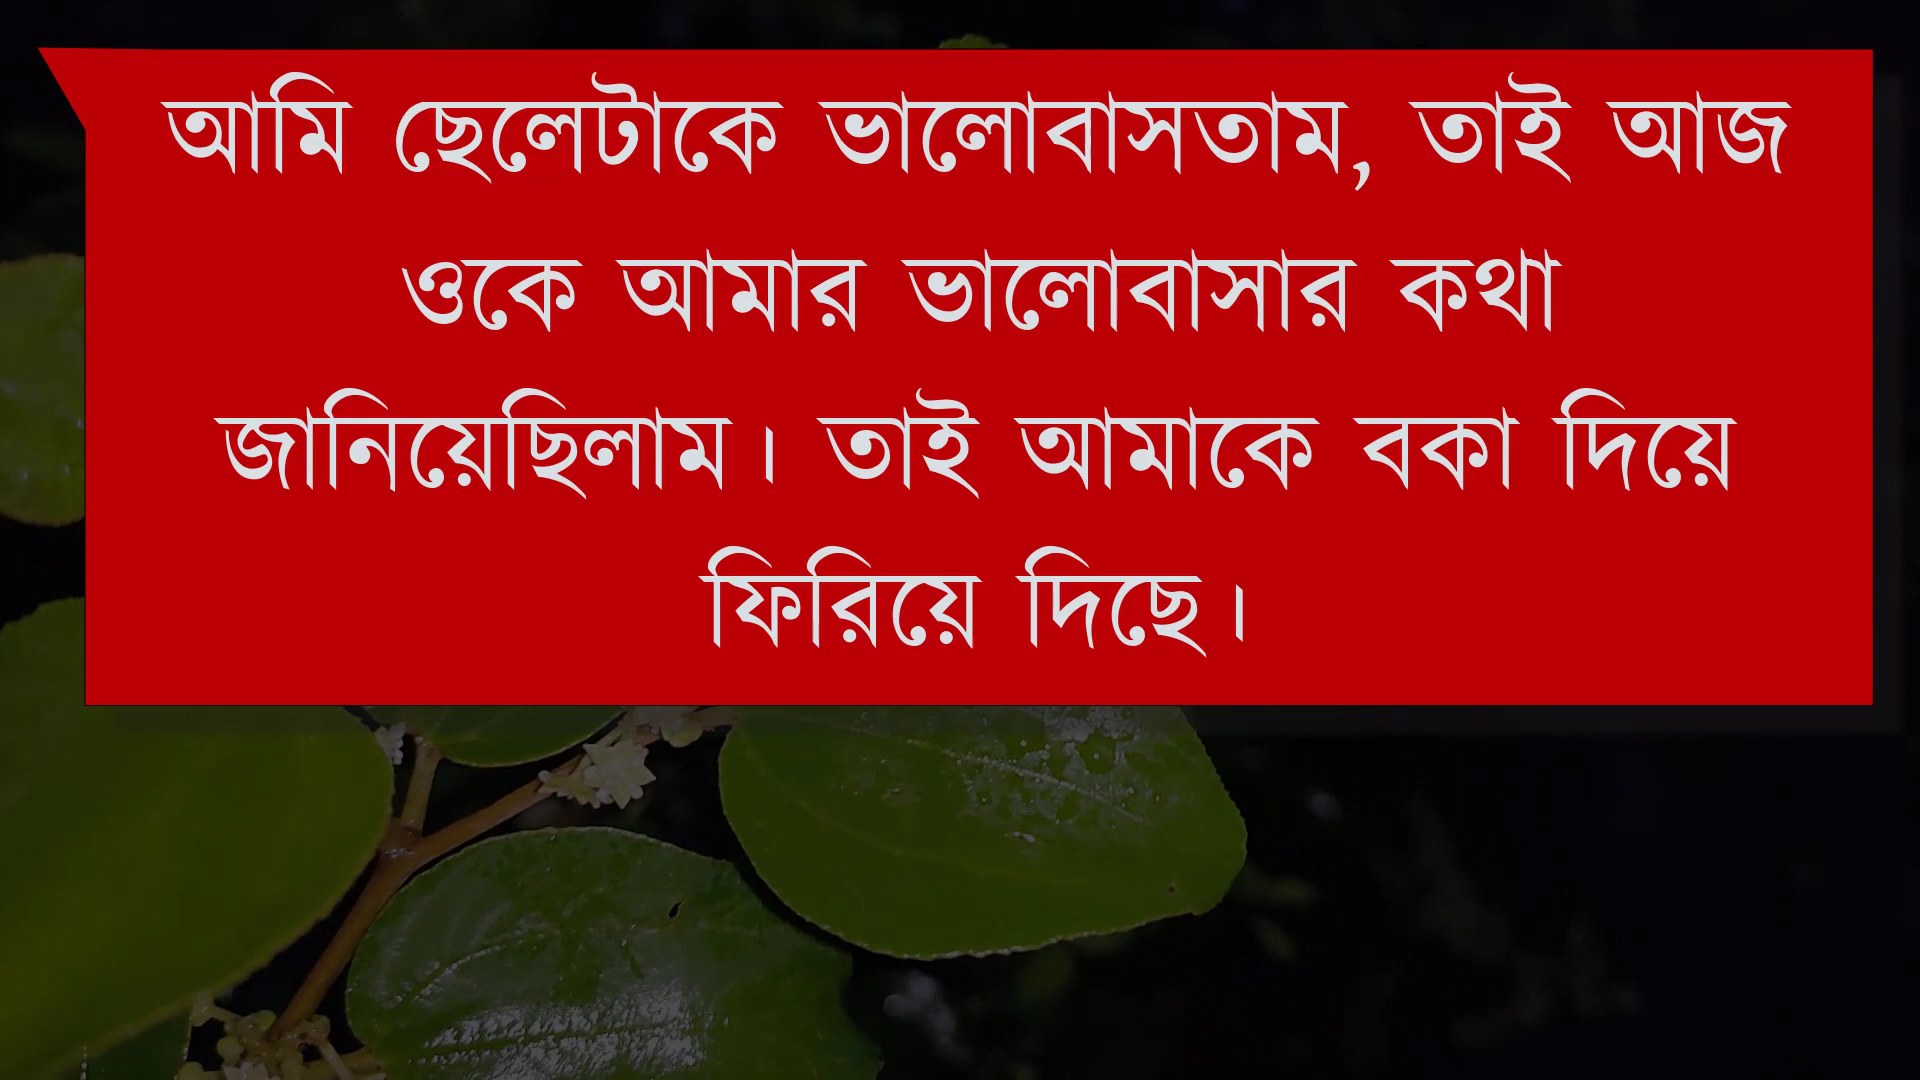 আমি ছেলেটাকে ভালোবাসতাম, তাই আজ
ওকে আমার ভালোবাসার কথা
জানিয়েছিলাম। তাই আমাকে বকা দিয়ে
ফিরিয়ে দিছে।